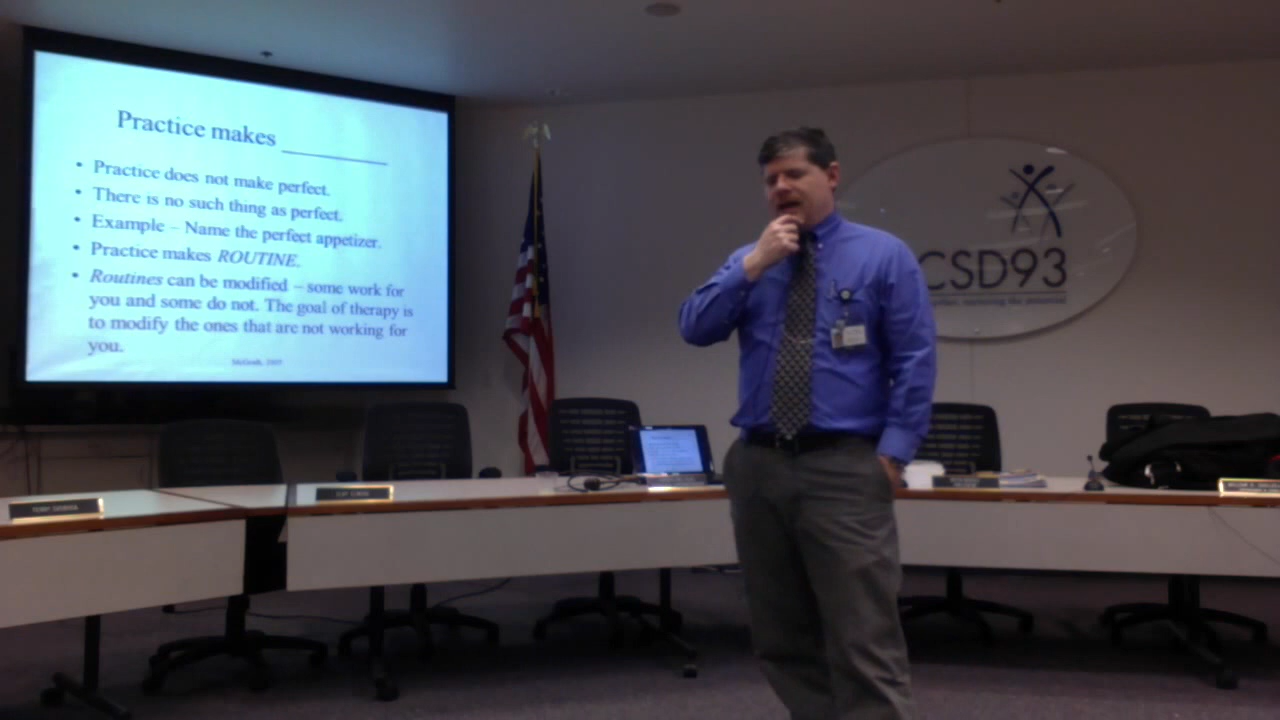 Practice makes ________
• Practice does not make perfect.
• There is no such thing as perfect.
• Example – Name the perfect appetizer.
• Practice makes ROUTINE.
• Routines can be modified – some work for
you and some do not. The goal of therapy is
to modify the ones that are not working for
you.
CSD93